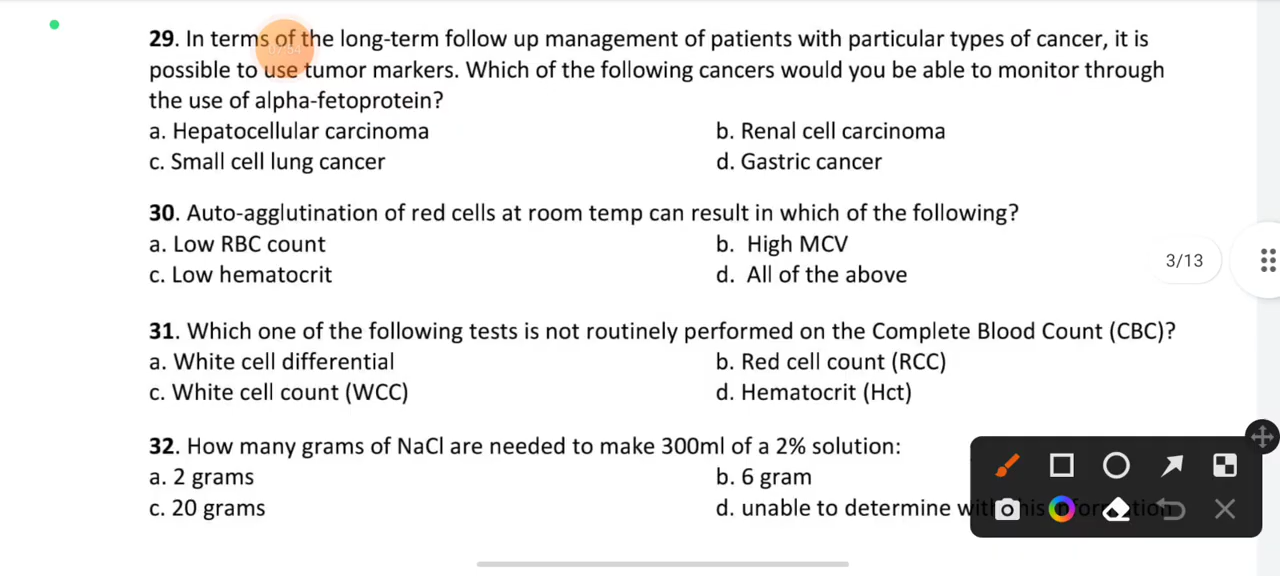 29. In terms of the long-term follow up management of patients with particular types of cancer, it is
possible to use tumor markers. Which of the following cancers would you be able to monitor through
the use of alpha-fetoprotein?
a. Hepatocellular carcinoma b. Renal cell carcinoma
c. Small cell lung cancer d. Gastric cancer
30. Auto-agglutination of red cells at room temp can result in which of the following?
a. Low RBC count b. High MCV
c. Low hematocrit d. All of the above
3/13
31. Which one of the following tests is not routinely performed on the Complete Blood Count (CBC)?
a. White cell differential b. Red cell count (RCC)
c. White cell count (WCC) d. Hematocrit (Hct)
32. How many grams of NaCl are needed to make 300ml of a 2% solution:
a. 2 grams b. 6 gram
c. 20 grams d. unable to determine with this information